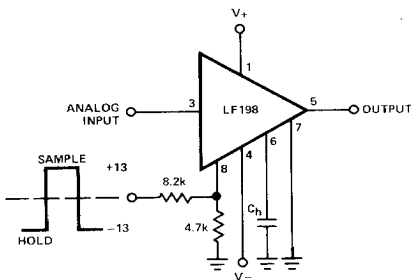 V+
1
ANALOG INPUT
3
LF198
5
OUTPUT
8
4
6
7
SAMPLE
+13
8.2k
HOLD
−13
4.7k
Ch
V−